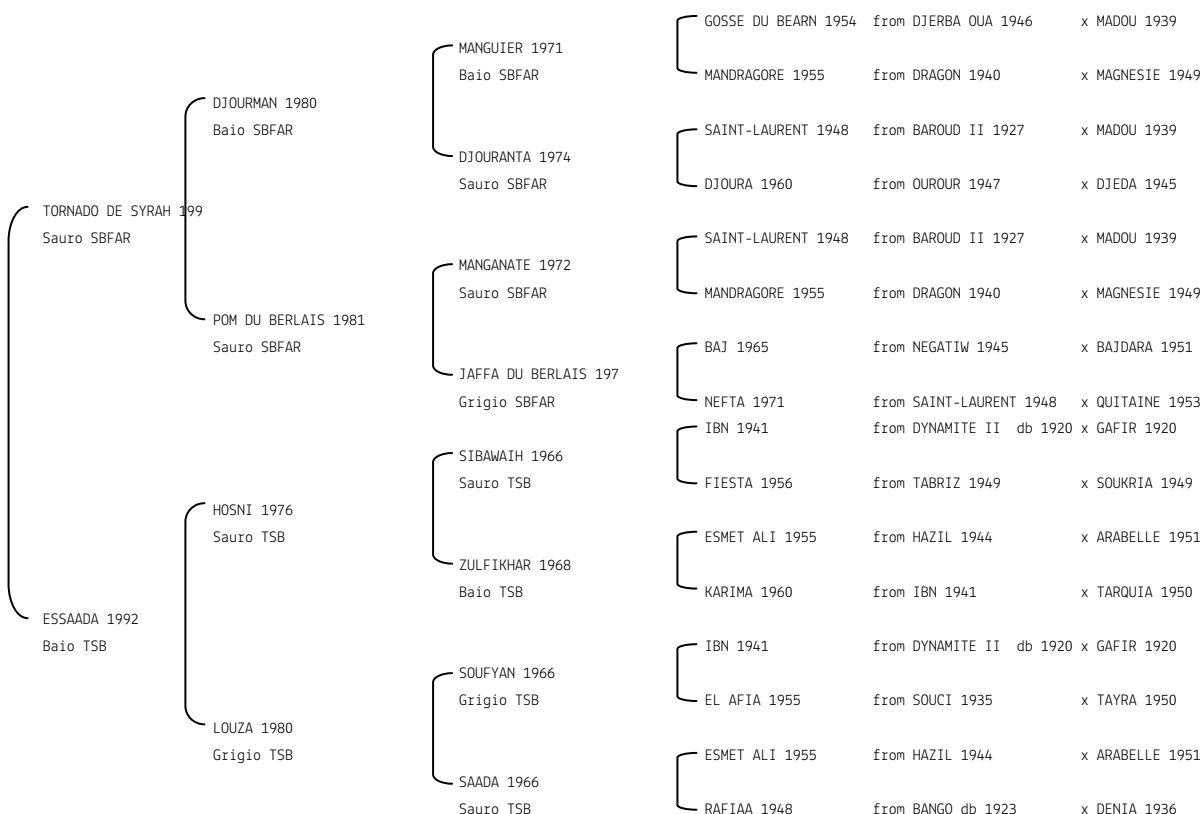 GOSSE DU BEARN 1954 from DJERBA OUA 1946 x MADOU 1939
MANGUIER 1971
Baio SBFAR
MANDRAGORE 1955 from DRAGON 1940 x MAGNESIE 1949
DJOURMAN 1980
Baio SBFAR
SAINT-LAURENT 1948 from BAROUD II 1927 x MADOU 1939
DJOURANTA 1974
Sauro SBFAR
DJOURA 1960 from OUROUR 1947 x DJEDA 1945
TORNADO DE SYRAH 199
Sauro SBFAR
SAINT-LAURENT 1948 from BAROUD II 1927 x MADOU 1939
MANGANATE 1972
Sauro SBFAR
MANDRAGORE 1955 from DRAGON 1940 x MAGNESIE 1949
POM DU BERLAIS 1981
Sauro SBFAR
BAJ 1965 from NEGATIW 1945 x BAJDARA 1951
JAFFA DU BERLAIS 197
Grigio SBFAR
NEFTA 1971 from SAINT-LAURENT 1948 x QUITAINE 1953
IBN 1941 from DYNAMITE II db 1920 x GAFIR 1920
SIBAWAIH 1966
Sauro TSB
FIESTA 1956 from TABRIZ 1949 x SOUKRIA 1949
HOSNI 1976
Sauro TSB
ESMET ALI 1955 from HAZIL 1944 x ARABELLE 1951
ZULFIKHAR 1968
Baio TSB
KARIMA 1960 from IBN 1941 x TARQUIA 1950
ESSAADA 1992
Baio TSB
IBN 1941 from DYNAMITE II db 1920 x GAFIR 1920
SOUFYAN 1966
Grigio TSB
EL AFIA 1955 from SOUCI 1935 x TAYRA 1950
LOUZA 1980
Grigio TSB
ESMET ALI 1955 from HAZIL 1944 x ARABELLE 1951
SAADA 1966
Sauro TSB
RAFIAA 1948 from BANGO db 1923 x DENIA 1936